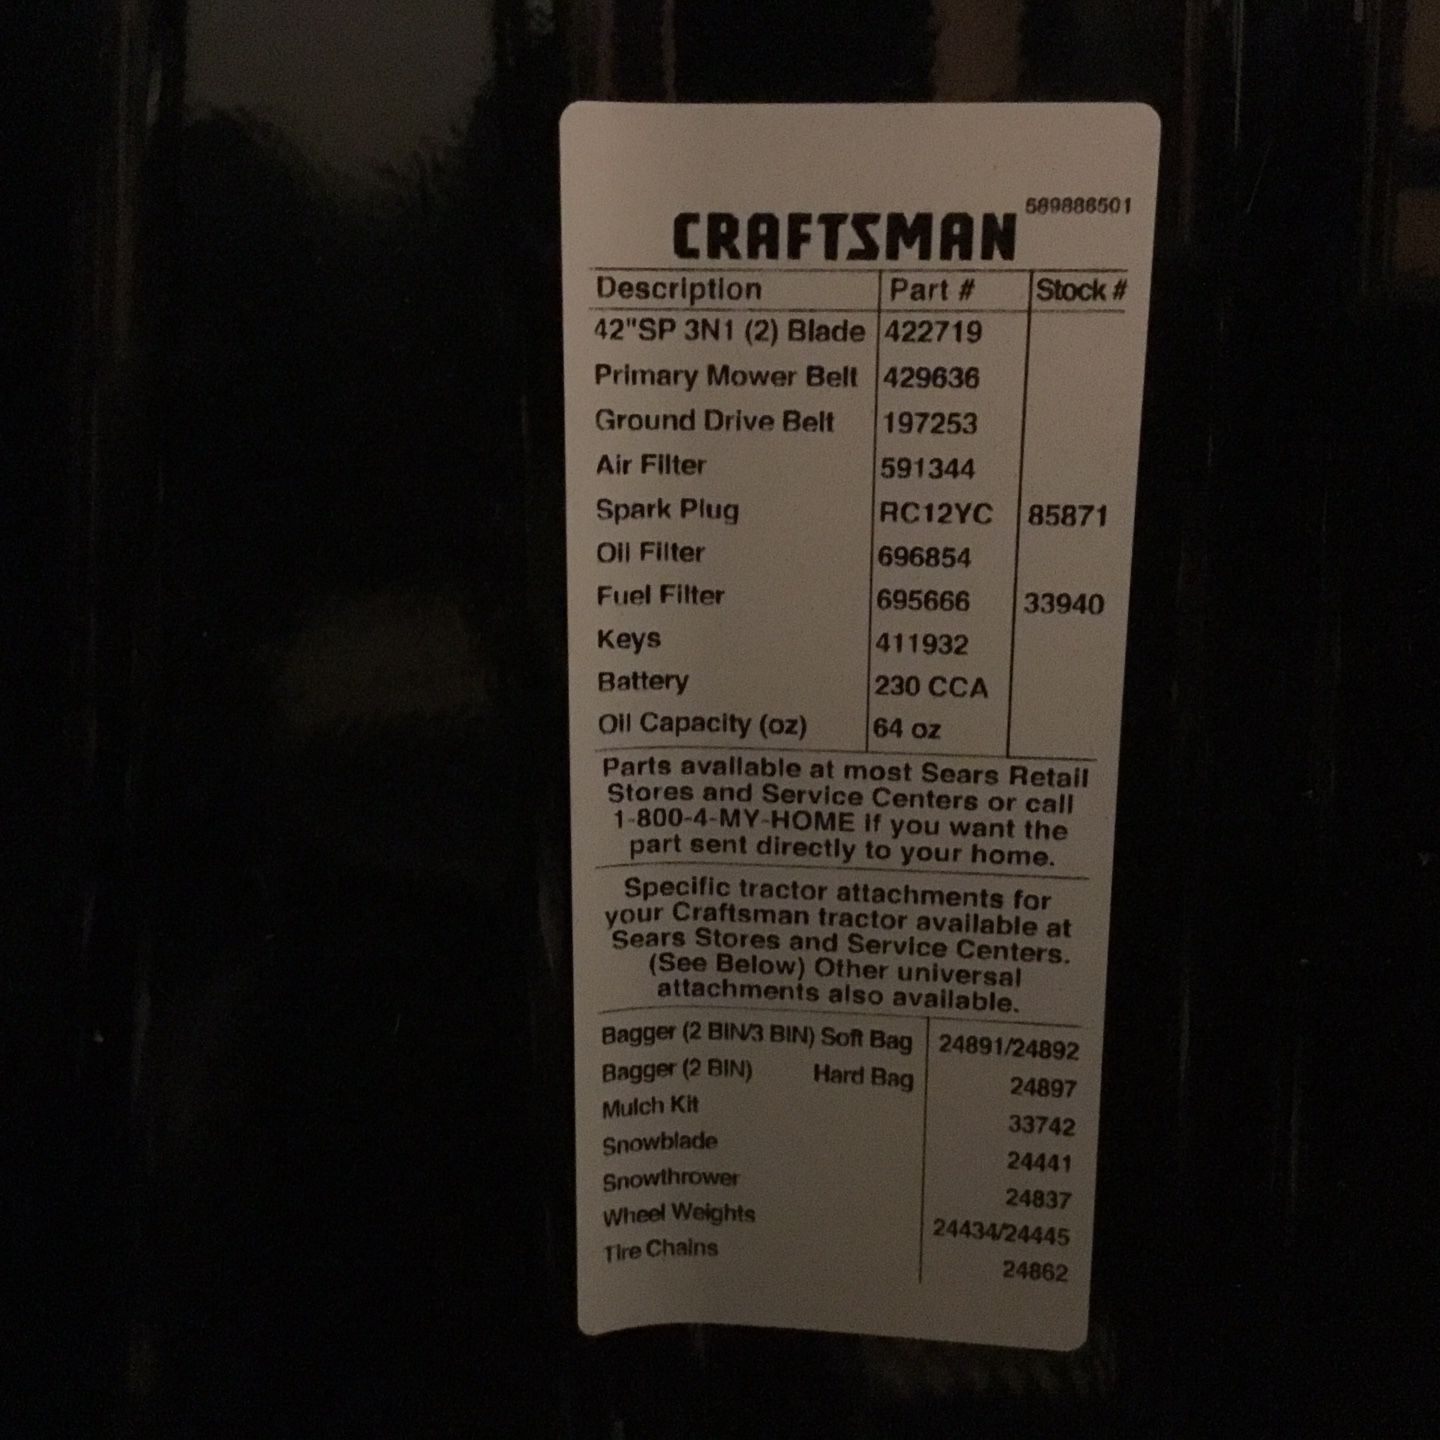 589886501
CRAFTSMAN
Description Part # Stock #
42"SP 3N1 (2) Blade 422719
Primary Mower Belt 429636
Ground Drive Belt 197253
Air Filter 591344
Spark Plug RC12YC 85871
Oil Filter 696854
Fuel Filter 695666 33940
Keys 411932
Battery 230 CCA
Oil Capacity (oz) 64 oz
Parts available at most Sears Retail
Stores and Service Centers or call
1-800-4-MY-HOME if you want the
part sent directly to your home.
Specific tractor attachments for
your Craftsman tractor available at
Sears Stores and Service Centers.
(See Below) Other universal
attachments also available.
Bagger (2 BIN/3 BIN) Soft Bag 24891/24892
Bagger (2 BIN) Hard Bag 24897
Mulch Kit 33742
Snowblade 24441
Snowthrower 24837
Wheel Weights 24434/24445
Tire Chains 24862